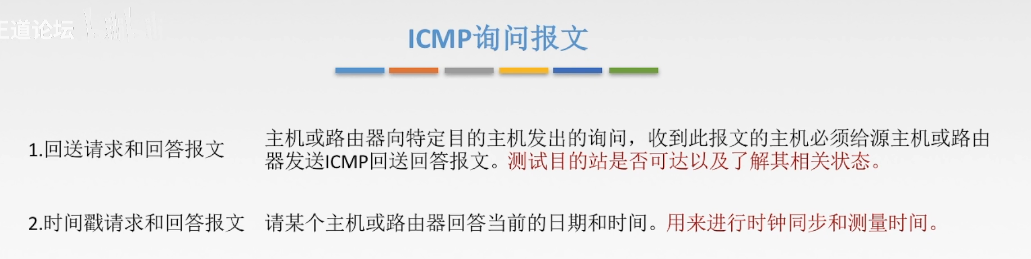 王道论坛
ICMP询问报文
1.回送请求和回答报文
主机或路由器向特定目的主机发出的询问，收到此报文的主机必须给源主机或路由
器发送ICMP回送回答报文。测试目的站是否可达以及了解其相关状态。
2.时间戳请求和回答报文
请某个主机或路由器回答当前的日期和时间。用来进行时钟同步和测量时间。